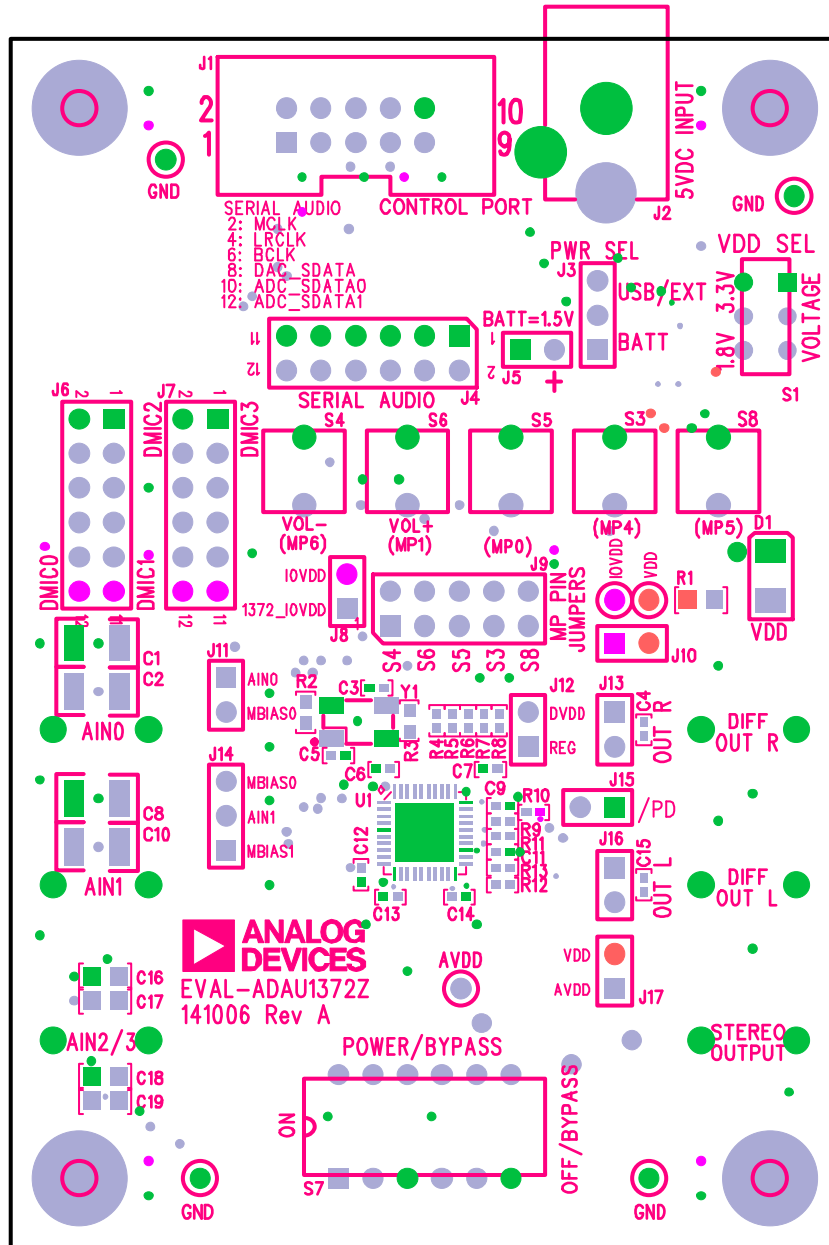 J1
2
1
10
9
5VDC INPUT
GND
CONTROL PORT
J2
GND
SERIAL AUDIO
2: MCLK
4: LRCLK
6: BCLK
8: DAC_SDATA
10: ADC_SDATA0
12: ADC_SDATA1
PWR SEL
J3
USB/EXT
BATT
VDD SEL
3.3V
1.8V
VOLTAGE
S1
BATT=1.5V
J5
+
11
12
1
2
SERIAL AUDIO
J4
J6
2
1
DMIC2
DMIC0
12
11
J7
2
1
DMIC3
DMIC1
12
11
S4
S6
S5
S3
S8
VOL-
(MP6)
VOL+
(MP1)
(MP0)
(MP4)
(MP5)
D1
VDD
IOVDD
1372_IOVDD
J8
1
J9
MP PIN
JUMPERS
S4
S6
S5
S3
S8
IOVDD
VDD
R1
J10
C1
C2
AIN0
J11
AIN0
MBIAS0
R2
C3
Y1
R3
C5
C6
R4
R5
R6
R7
R8
C7
J12
DVDD
REG
J13
OUT R
C4
DIFF
OUT R
C8
C10
AIN1
J14
MBIAS0
AIN1
MBIAS1
U1
C12
C13
C14
C9
R10
R9
R11
C11
R13
R12
J15
/PD
J16
OUT L
C15
DIFF
OUT L
ANALOG
DEVICES
EVAL-ADAU1372Z
141006 Rev A
AVDD
VDD
AVDD
J17
C16
C17
AIN2/3
C18
C19
STEREO
OUTPUT
POWER/BYPASS
ON
OFF/BYPASS
S7
GND
GND